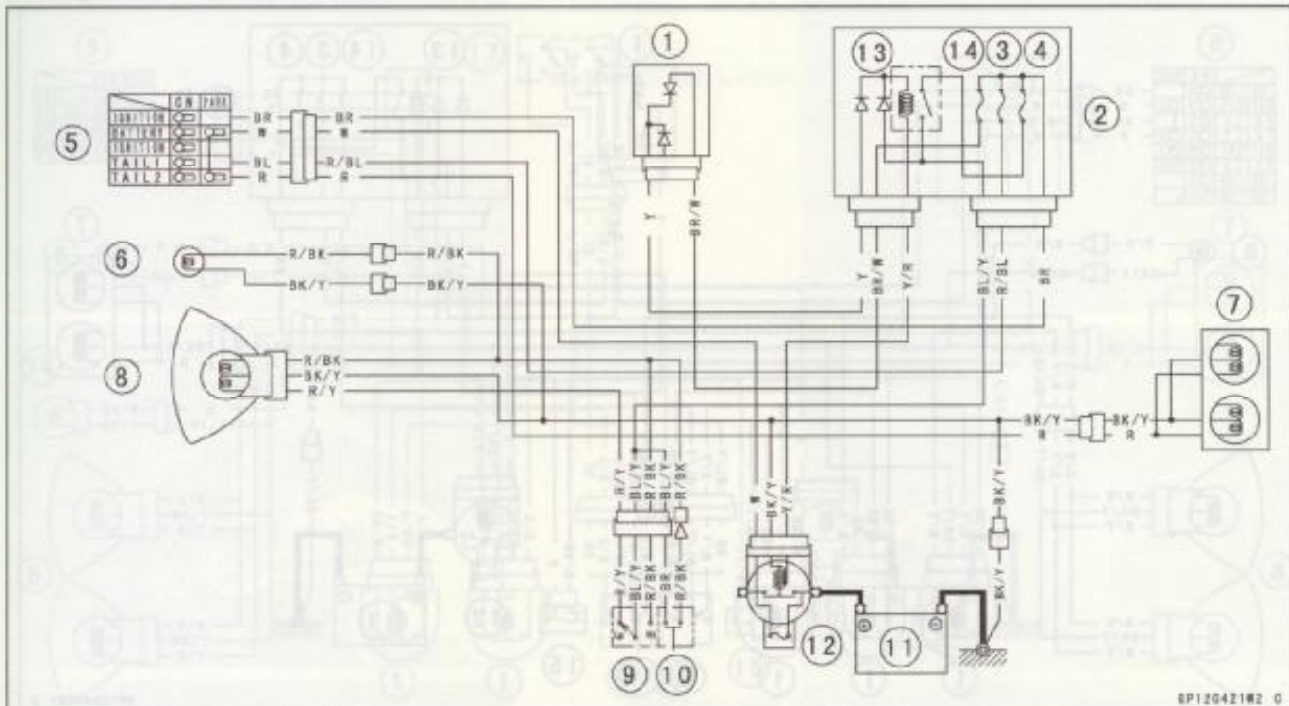 1
13 14 3 4
2
5
ON PARK
IGNITION
BATTERY
IGNITION
TAIL1
TAIL2
BR BR
W W
BL R/BL
R R
Y
BR/W
Y
BR/W
Y/R
BL/Y
R/BL
BR
6
R/BK R/BK
BK/Y BK/Y
7
8
R/BK
BK/Y
R/Y
BK/Y BK/Y
R R
R/Y
BL/Y
R/BK
BL/Y
R/BK
W
BK/Y
Y/R
BK/Y
R/Y
BL/Y
R/BK
BR
R/BK
BK/Y
9
10
12
11